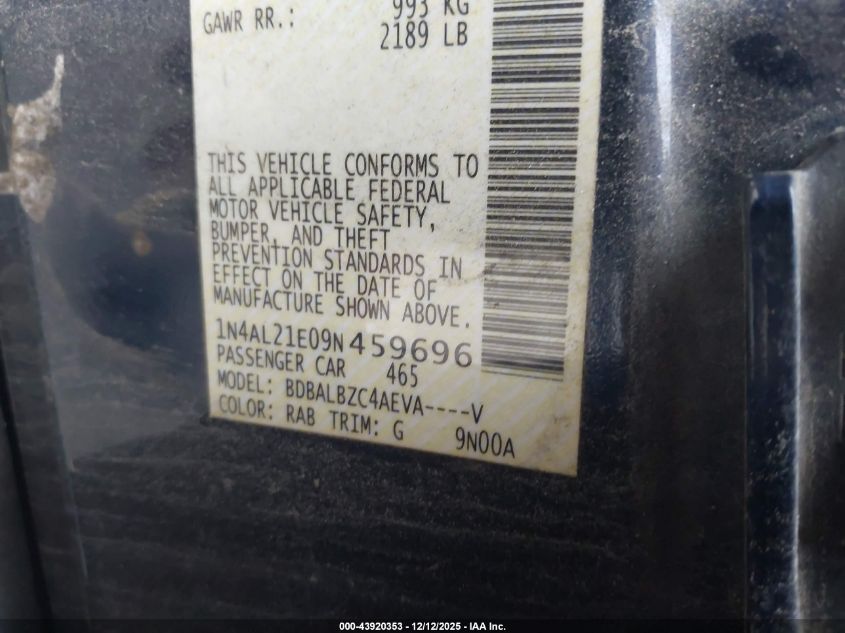 GAWR RR.: 993 KG
2189 LB
THIS VEHICLE CONFORMS TO
ALL APPLICABLE FEDERAL
MOTOR VEHICLE SAFETY,
BUMPER, AND THEFT
PREVENTION STANDARDS IN
EFFECT ON THE DATE OF
MANUFACTURE SHOWN ABOVE.
1N4AL21E09N459696
PASSENGER CAR 465
MODEL: BDBALBZC4AEVA----V
COLOR: RAB TRIM: G 9N00A
000-43920353 - 12/12/2025 - IAA Inc.